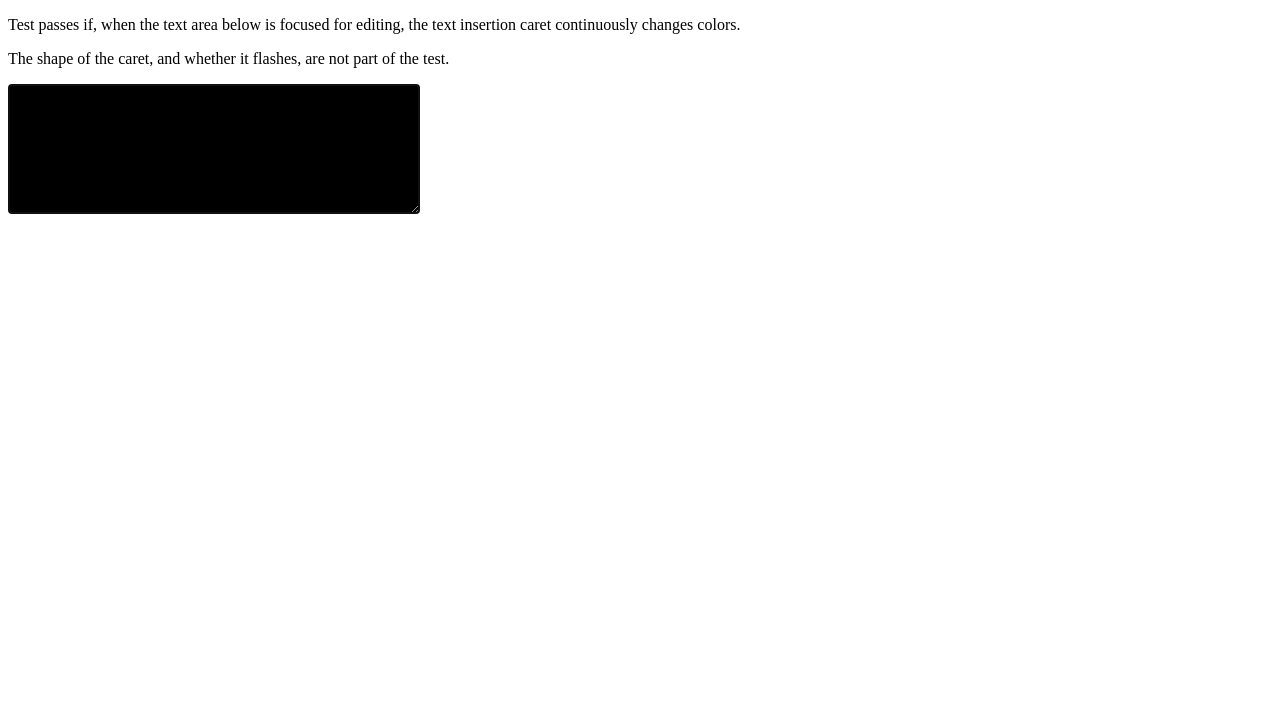 Test passes if, when the text area below is focused for editing, the text insertion caret continuously changes colors.
The shape of the caret, and whether it flashes, are not part of the test.